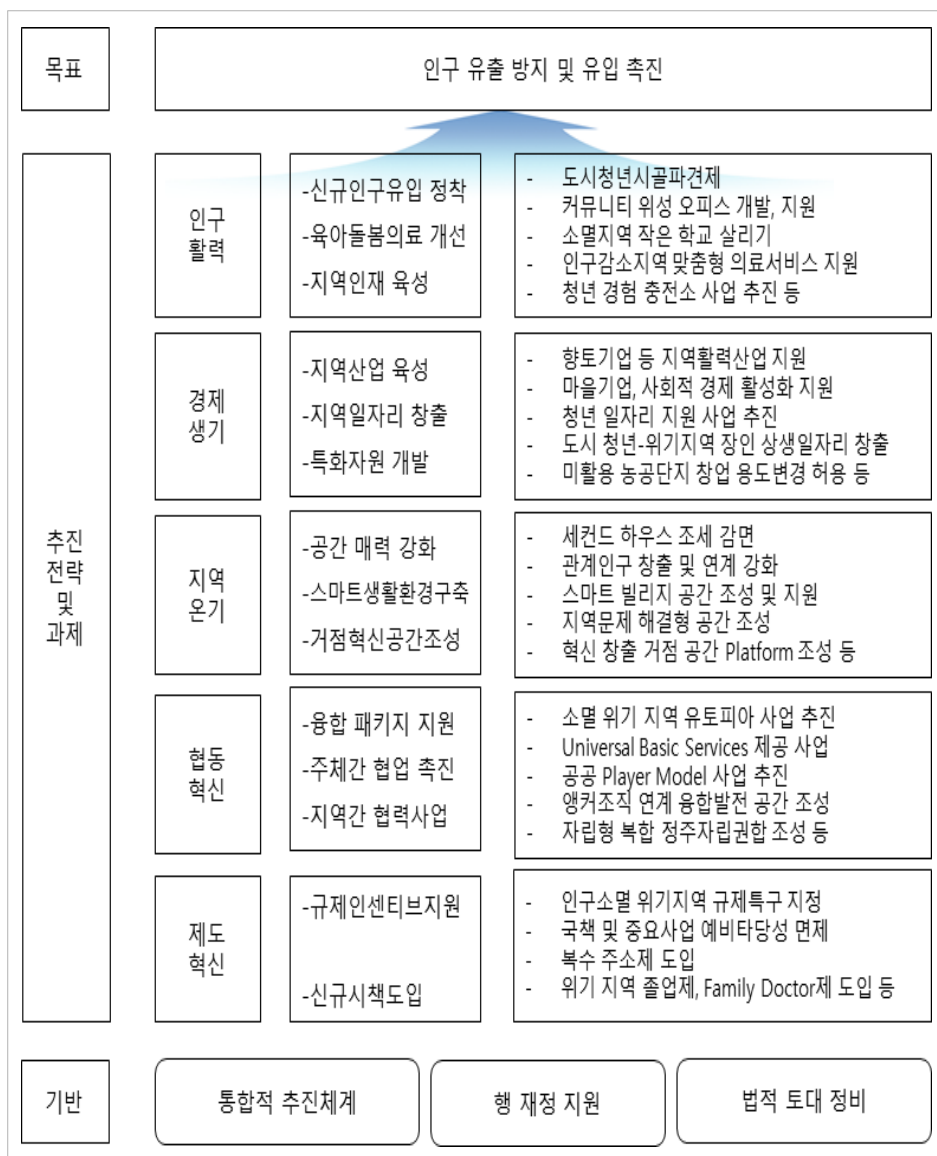 목표
인구 유출 방지 및 유입 촉진
추진
전략
및
과제
인구
활력
-신규인구유입 정착
-육아돌봄의료 개선
-지역인재 육성
- 도시청년시골파견제
- 커뮤니티 위성 오피스 개발, 지원
- 소멸지역 작은 학교 살리기
- 인구감소지역 맞춤형 의료서비스 지원
- 청년 경험 충전소 사업 추진 등
경제
생기
-지역산업 육성
-지역일자리 창출
-특화자원 개발
- 향토기업 등 지역활력산업 지원
- 마을기업, 사회적 경제 활성화 지원
- 청년 일자리 지원 사업 추진
- 도시 청년-위기지역 장인 상생일자리 창출
- 미활용 농공단지 창업 용도변경 허용 등
지역
온기
-공간 매력 강화
-스마트생활환경구축
-거점혁신공간조성
- 세컨드 하우스 조세 감면
- 관계인구 창출 및 연계 강화
- 스마트 빌리지 공간 조성 및 지원
- 지역문제 해결형 공간 조성
- 혁신 창출 거점 공간 Platform 조성 등
협동
혁신
-융합 패키지 지원
-주체간 협업 촉진
-지역간 협력사업
- 소멸 위기 지역 유토피아 사업 추진
- Universal Basic Services 제공 사업
- 공공 Player Model 사업 추진
- 앵커조직 연계 융합발전 공간 조성
- 자립형 복합 정주자립권합 조성 등
제도
혁신
-규제인센티브지원
-신규시책도입
- 인구소멸 위기지역 규제특구 지정
- 국책 및 중요사업 예비타당성 면제
- 복수 주소제 도입
- 위기 지역 졸업제, Family Doctor제 도입 등
기반
통합적 추진체계
행 재정 지원
법적 토대 정비